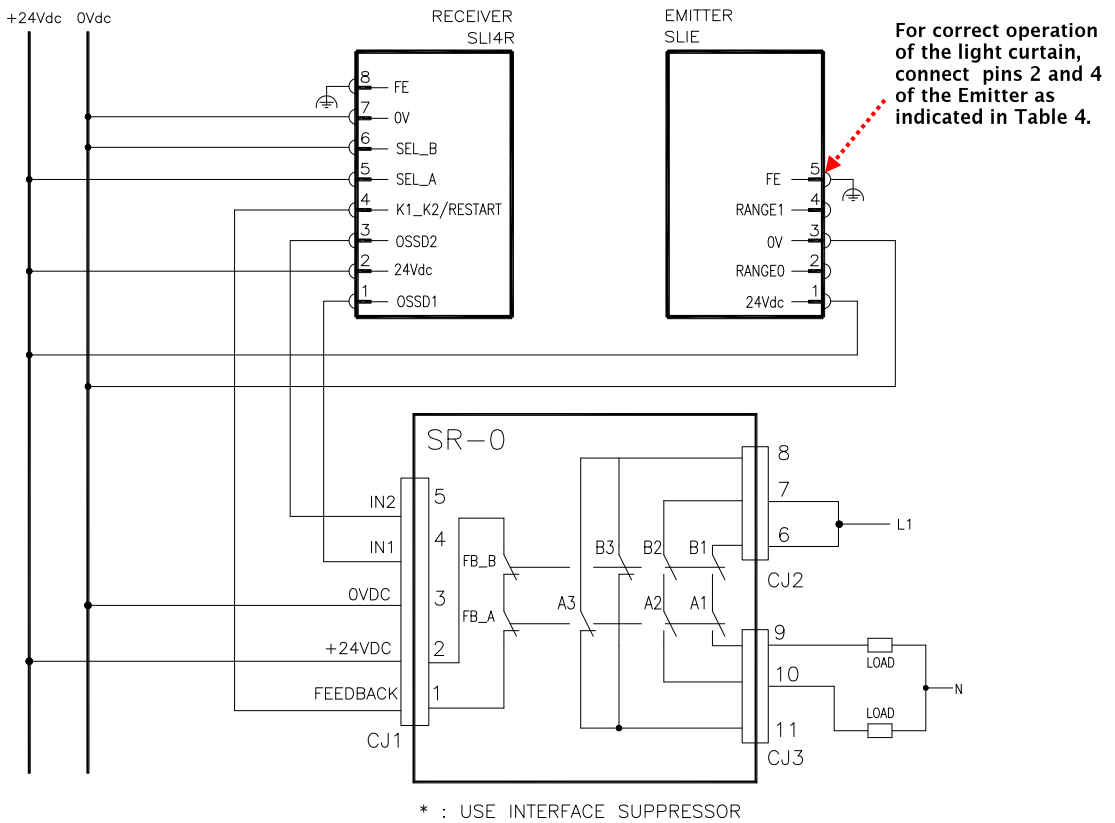 +24Vdc 0Vdc
RECEIVER
SLI4R
EMITTER
SLIE
For correct operation
of the light curtain,
connect pins 2 and 4
of the Emitter as
indicated in Table 4.
8 FE
7 0V
6 SEL_B
5 SEL_A
4 K1_K2/RESTART
3 OSSD2
2 24Vdc
1 OSSD1
FE 5
RANGE1 4
0V 3
RANGE0 2
24Vdc 1
SR-0
IN2 5
IN1 4
0VDC 3
+24VDC 2
FEEDBACK 1
CJ1
FB_B
FB_A
B3 B2 B1
A3 A2 A1
8
7
6
CJ2
L1
9
10
11
CJ3
LOAD
LOAD
N
* : USE INTERFACE SUPPRESSOR